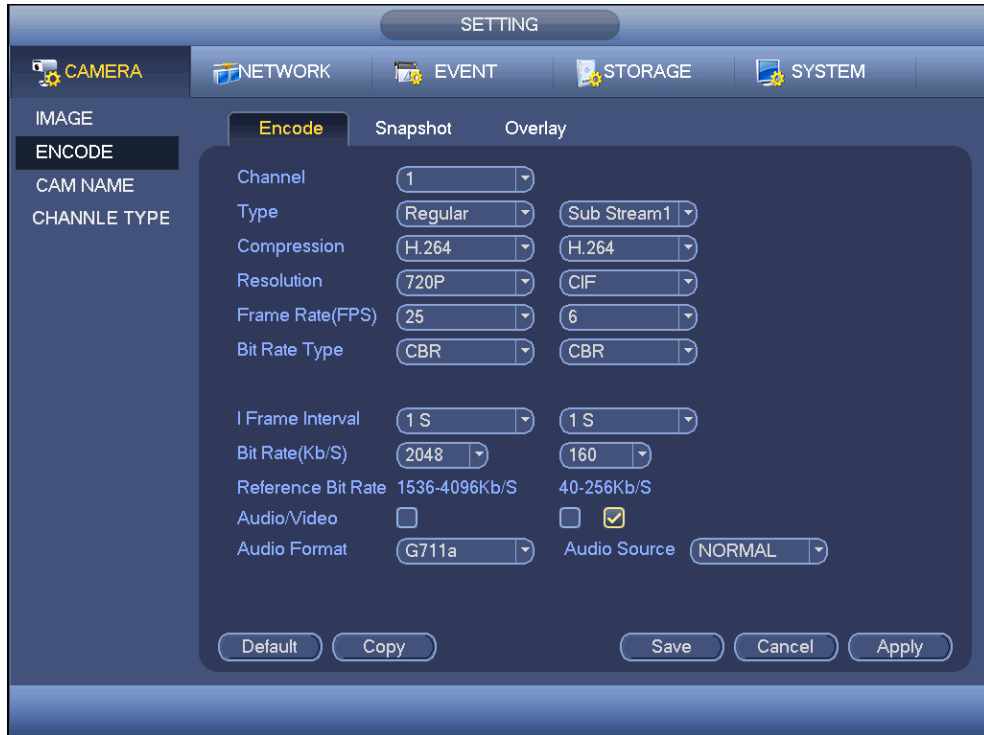 SETTING
CAMERA NETWORK EVENT STORAGE SYSTEM
IMAGE
ENCODE
CAM NAME
CHANNLE TYPE
Encode Snapshot Overlay
Channel 1
Type Regular Sub Stream1
Compression H.264 H.264
Resolution 720P CIF
Frame Rate(FPS) 25 6
Bit Rate Type CBR CBR
I Frame Interval 1 S 1 S
Bit Rate(Kb/S) 2048 160
Reference Bit Rate 1536-4096Kb/S 40-256Kb/S
Audio/Video
Audio Format G711a Audio Source NORMAL
Default Copy Save Cancel Apply